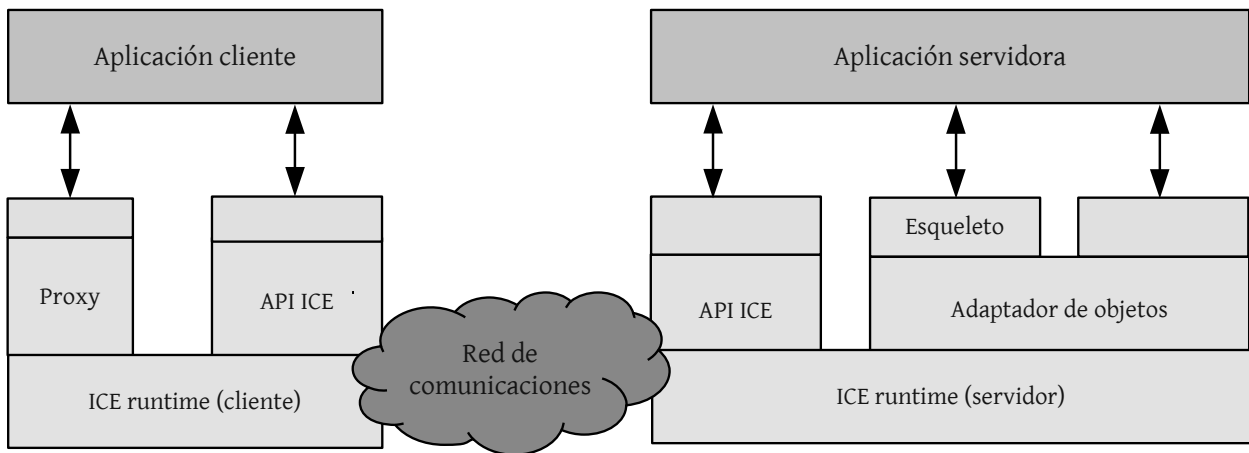 Aplicación cliente
Aplicación servidora
Proxy
API ICE
ICE runtime (cliente)
Red de
comunicaciones
API ICE
Esqueleto
Adaptador de objetos
ICE runtime (servidor)